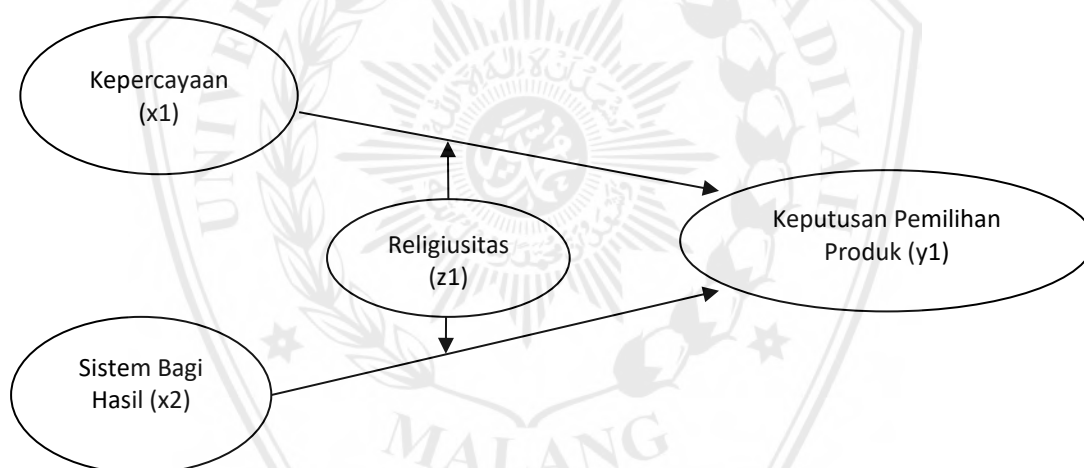 Kepercayaan
(x1)
Religiusitas
(z1)
Keputusan Pemilihan
Produk (y1)
Sistem Bagi
Hasil (x2)
MALANG